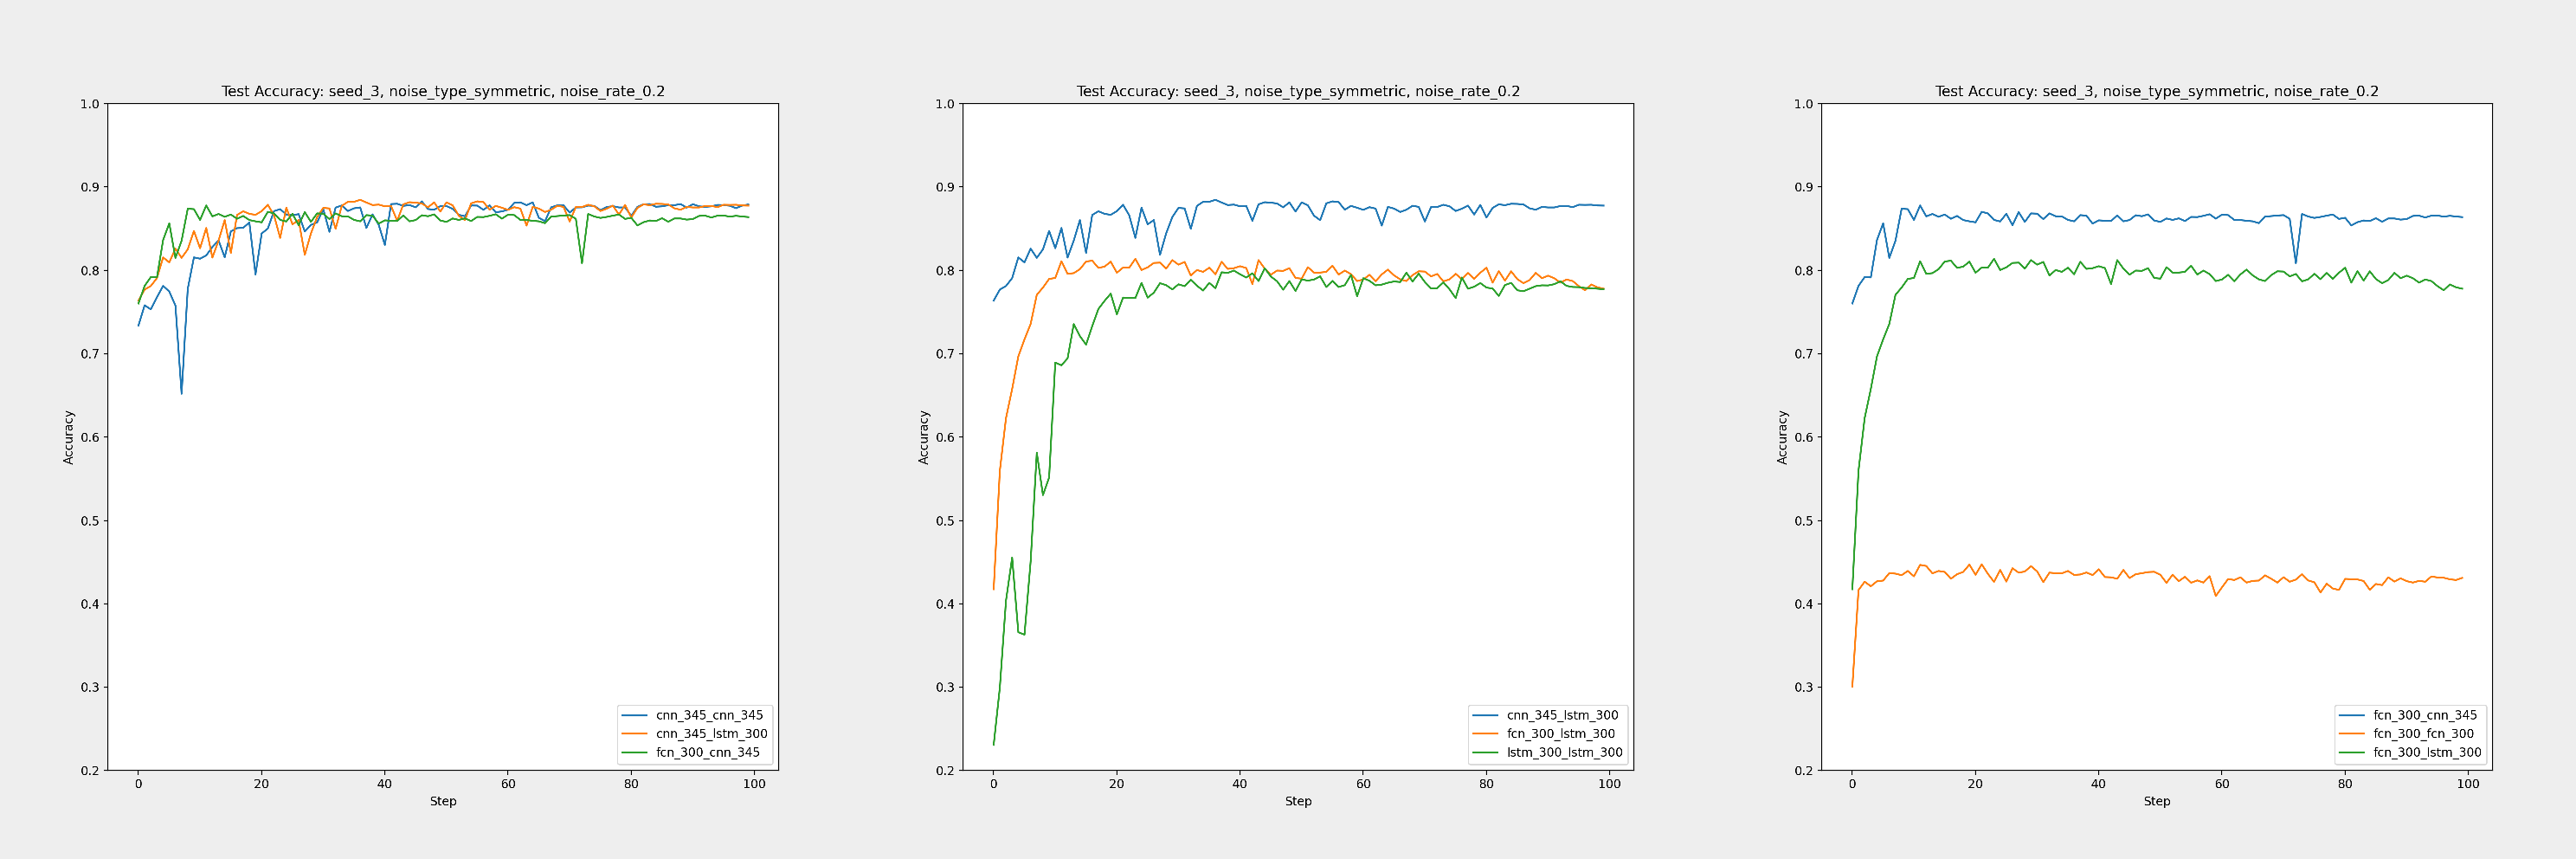 Test Accuracy: seed_3, noise_type_symmetric, noise_rate_0.2
1.0
0.9
0.8
0.7
0.6
0.5
0.4
0.3
0.2
Accuracy
0 20 40 60 80 100
Step
cnn_345_cnn_345
cnn_345_lstm_300
fcn_300_cnn_345
Test Accuracy: seed_3, noise_type_symmetric, noise_rate_0.2
1.0
0.9
0.8
0.7
0.6
0.5
0.4
0.3
0.2
Accuracy
0 20 40 60 80 100
Step
cnn_345_lstm_300
fcn_300_lstm_300
lstm_300_lstm_300
Test Accuracy: seed_3, noise_type_symmetric, noise_rate_0.2
1.0
0.9
0.8
0.7
0.6
0.5
0.4
0.3
0.2
Accuracy
0 20 40 60 80 100
Step
fcn_300_cnn_345
fcn_300_fcn_300
fcn_300_lstm_300